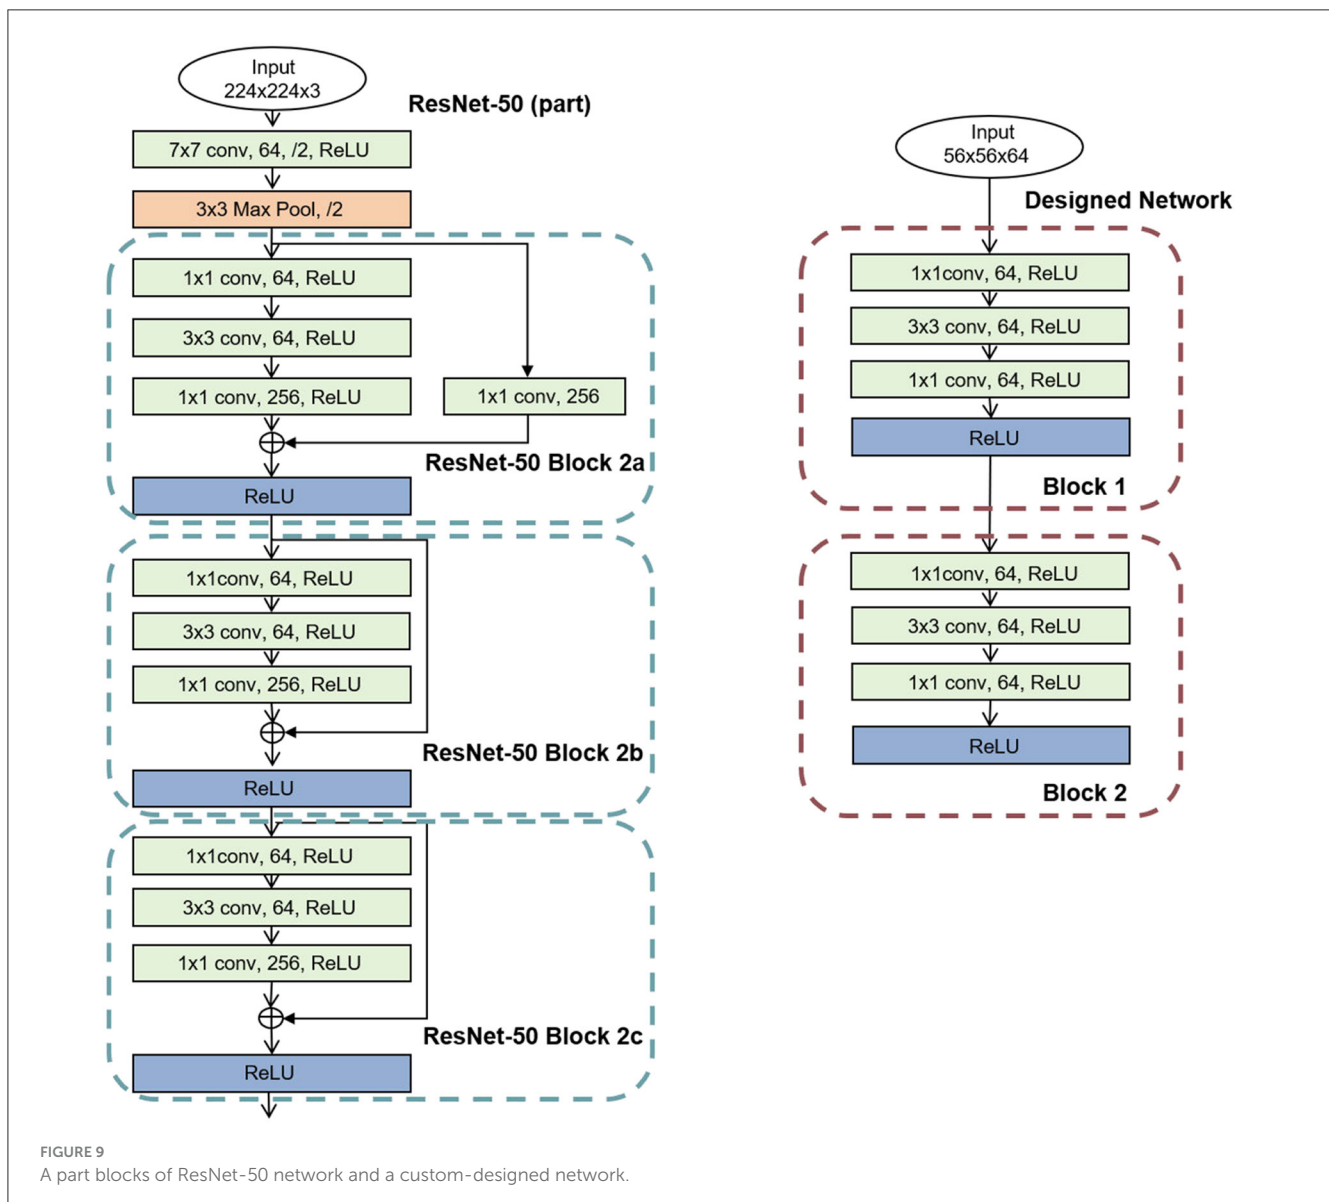 Input
224x224x3
ResNet-50 (part)
7x7 conv, 64, /2, ReLU
3x3 Max Pool, /2
1x1 conv, 64, ReLU
3x3 conv, 64, ReLU
1x1 conv, 256, ReLU
1x1 conv, 256
ResNet-50 Block 2a
ReLU
1x1conv, 64, ReLU
3x3 conv, 64, ReLU
1x1 conv, 256, ReLU
ResNet-50 Block 2b
ReLU
1x1conv, 64, ReLU
3x3 conv, 64, ReLU
1x1 conv, 256, ReLU
ResNet-50 Block 2c
ReLU
Input
56x56x64
Designed Network
1x1conv, 64, ReLU
3x3 conv, 64, ReLU
1x1 conv, 64, ReLU
ReLU
Block 1
1x1conv, 64, ReLU
3x3 conv, 64, ReLU
1x1 conv, 64, ReLU
ReLU
Block 2
FIGURE 9
A part blocks of ResNet-50 network and a custom-designed network.